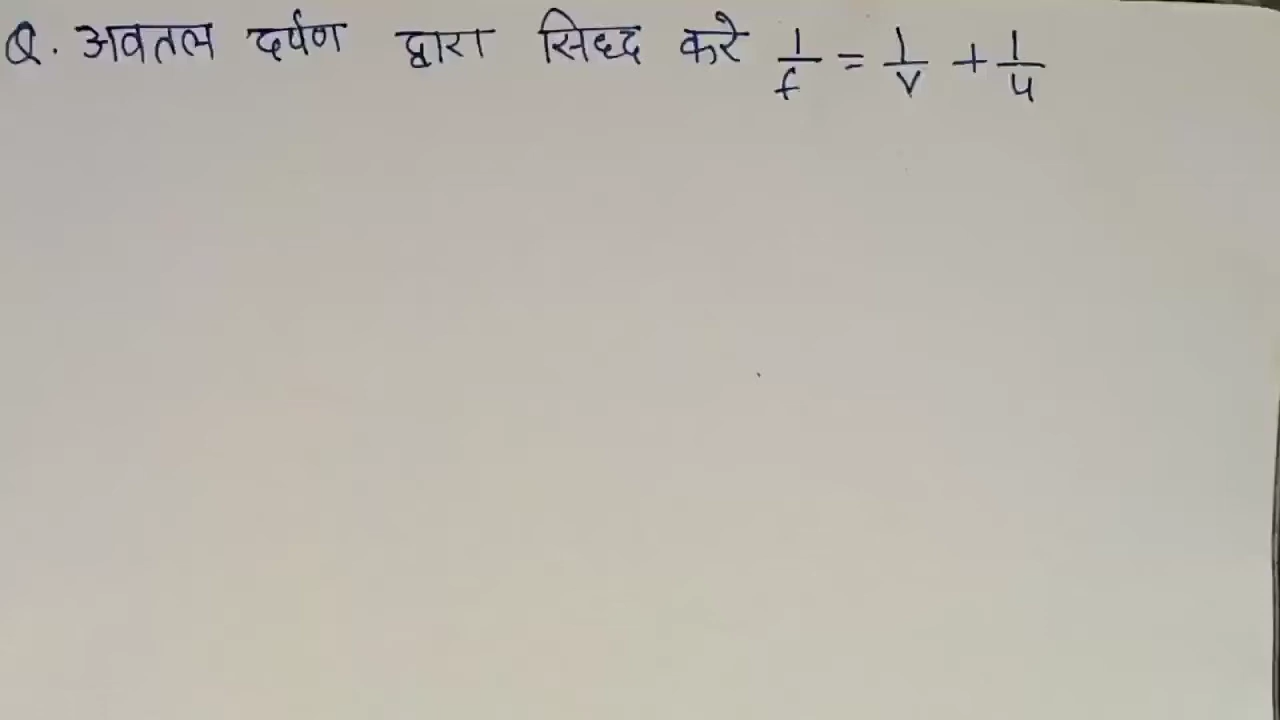 Q. अवतल दर्पण द्वारा सिध्द करे 1/f = 1/v + 1/u